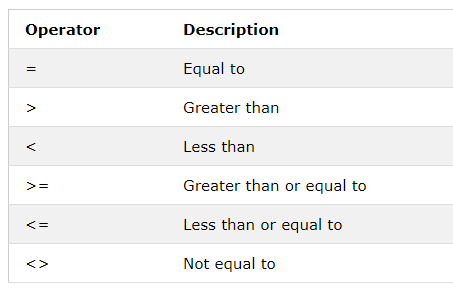 Operator Description
= Equal to
> Greater than
< Less than
>= Greater than or equal to
<= Less than or equal to
<> Not equal to